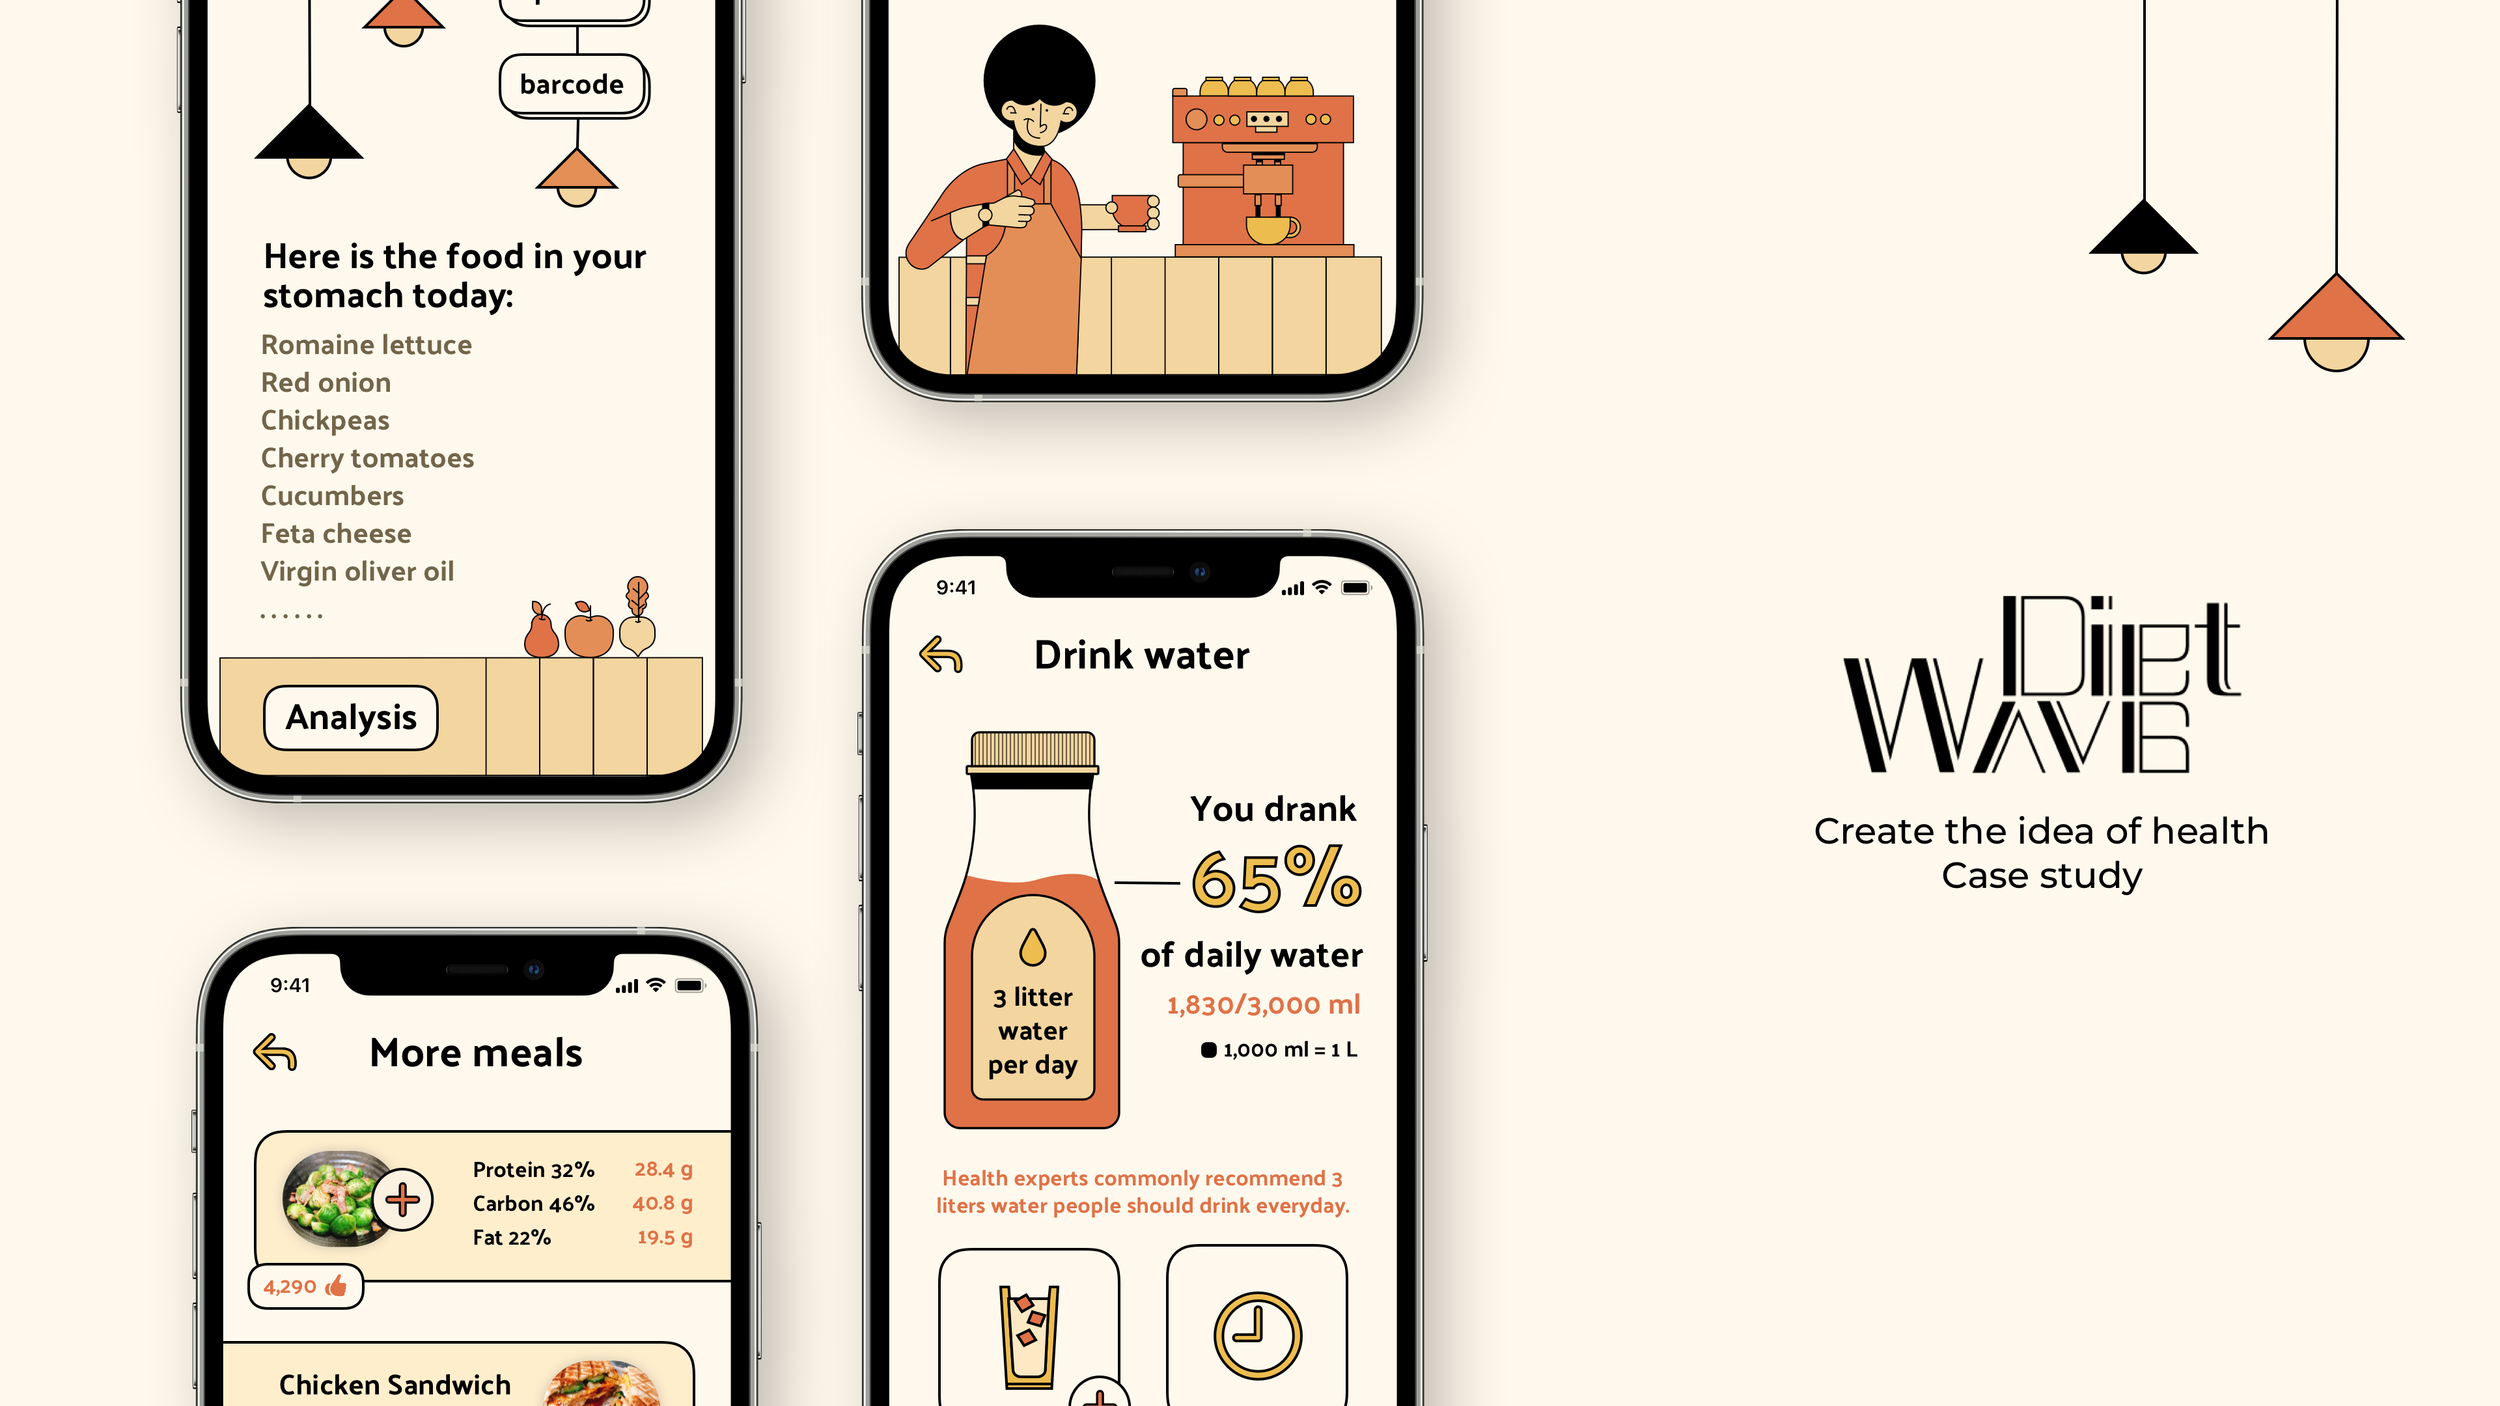 barcode
Here is the food in your
stomach today:
Romaine lettuce
Red onion
Chickpeas
Cherry tomatoes
Cucumbers
Feta cheese
Virgin oliver oil
......
Analysis
9:41
More meals
Protein 32% 28.4 g
Carbon 46% 40.8 g
Fat 22% 19.5 g
4,290
Chicken Sandwich
9:41
Drink water
You drank
65%
of daily water
1,830/3,000 ml
1,000 ml = 1 L
3 litter
water
per day
Health experts commonly recommend 3
liters water people should drink everyday.
Diet
WAVE
Create the idea of health
Case study